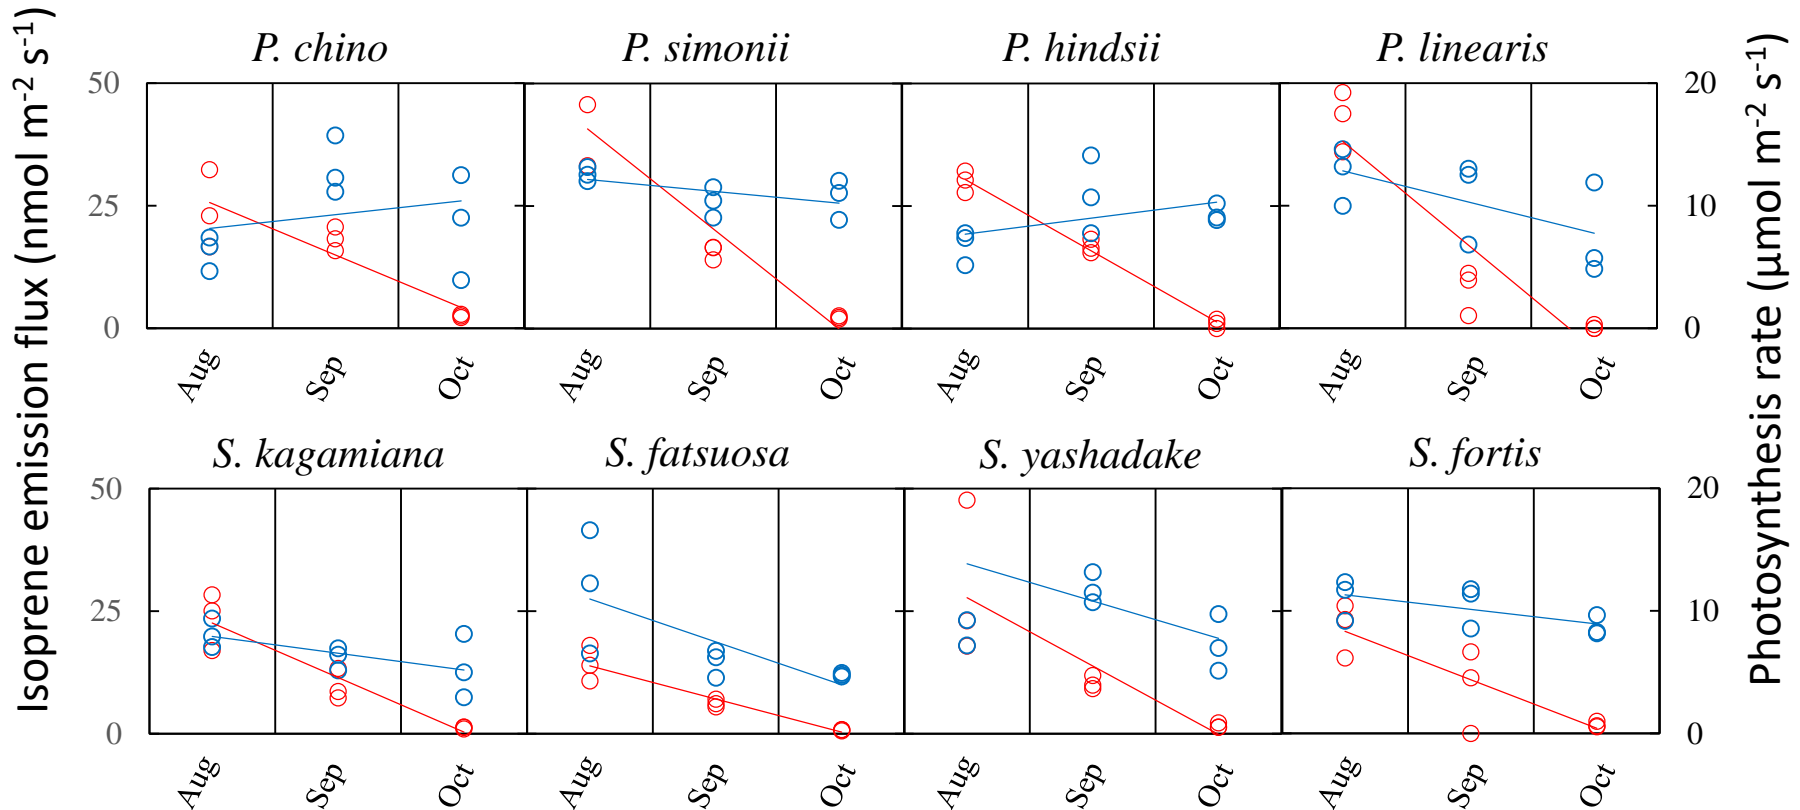 Isoprene emission flux (nmol m-2 s-1)
P. chino
P. simonii
P. hindsii
P. linearis
50
25
0
20
10
0
Aug Sep Oct Aug Sep Oct Aug Sep Oct Aug Sep Oct
S. kagamiana
S. fatsuosa
S. yashadake
S. fortis
50
25
0
20
10
0
Aug Sep Oct Aug Sep Oct Aug Sep Oct Aug Sep Oct
Photosynthesis rate (μmol m-2 s-1)